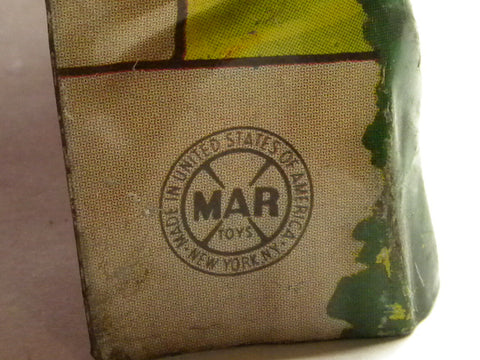 MADE IN UNITED STATES OF AMERICA
MAR
TOYS
NEW YORK, N.Y.